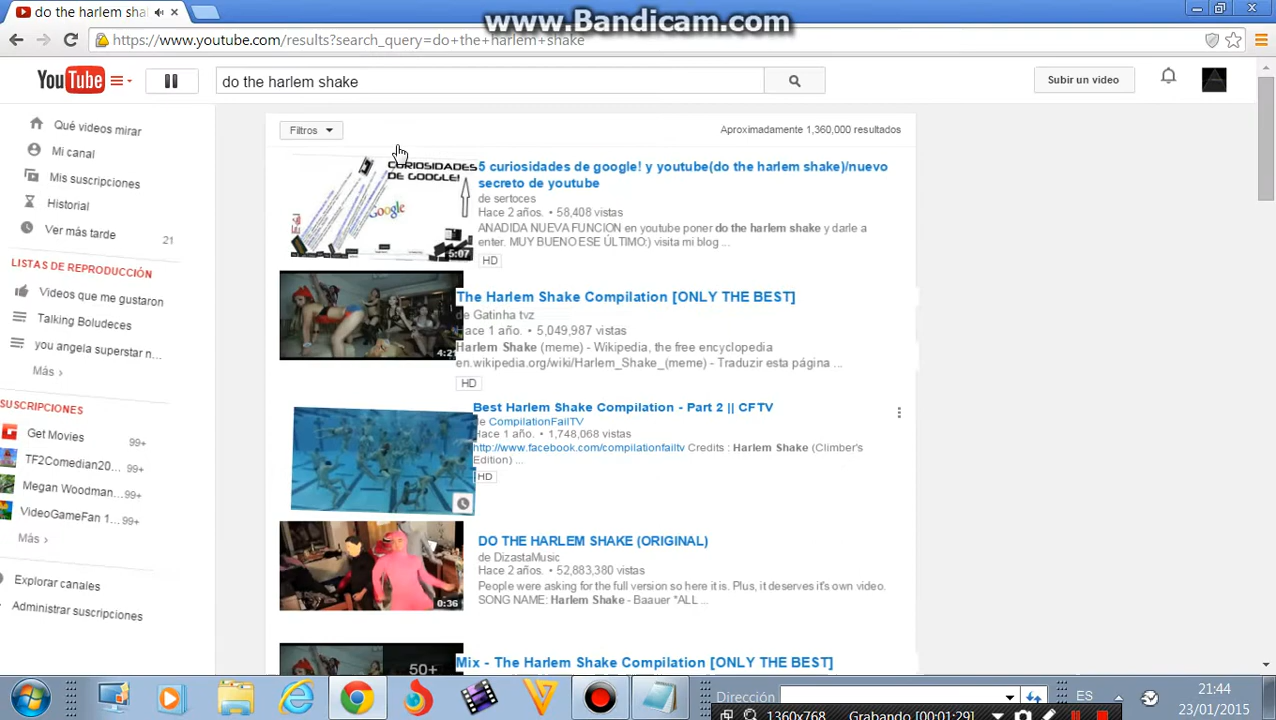 do the harlem sha
www.Bandicam.com
https://www.youtube.com/results?search_query=do+the+harlem+shake
YouTube
do the harlem shake
Subir un video
Qué videos mirar
Mi canal
Mis suscripciones
Historial
Ver más tarde 21
LISTAS DE REPRODUCCIÓN
Videos que me gustaron
Talking Boludeces
you angela superstar n...
Más ›
SUSCRIPCIONES
Get Movies 99+
TF2Comedian20... 99+
Megan Woodman... 99+
VideoGameFan 1... 99+
Más ›
Explorar canales
Administrar suscripciones
Filtros
Aproximadamente 1,360,000 resultados
CURIOSIDADES
DE GOOGLE!
Google
5:07
5 curiosidades de google! y youtube(do the harlem shake)/nuevo
secreto de youtube
de sertoces
Hace 2 años. • 58,408 vistas
ANADIDA NUEVA FUNCION en youtube poner do the harlem shake y darle a
enter. MUY BUENO ESE ÚLTIMO:) visita mi blog ...
HD
The Harlem Shake Compilation [ONLY THE BEST]
de Gatinha tvz
Hace 1 año. • 5,049,987 vistas
Harlem Shake (meme) - Wikipedia, the free encyclopedia
en.wikipedia.org/wiki/Harlem_Shake_(meme) - Traduzir esta página ...
HD
Best Harlem Shake Compilation - Part 2 || CFTV
de CompilationFailTV
Hace 1 año. • 1,748,068 vistas
http://www.facebook.com/compilationfailtv Credits : Harlem Shake (Climber's
Edition) ...
HD
DO THE HARLEM SHAKE (ORIGINAL)
de DizastaMusic
Hace 2 años. • 52,883,380 vistas
People were asking for the full version so here it is. Plus, it deserves it's own video.
SONG NAME: Harlem Shake - Baauer "ALL ...
0:36
50+
Mix - The Harlem Shake Compilation [ONLY THE BEST]
Dirección
ES
21:44
23/01/2015
1360x768 Grabando [00:01:29]